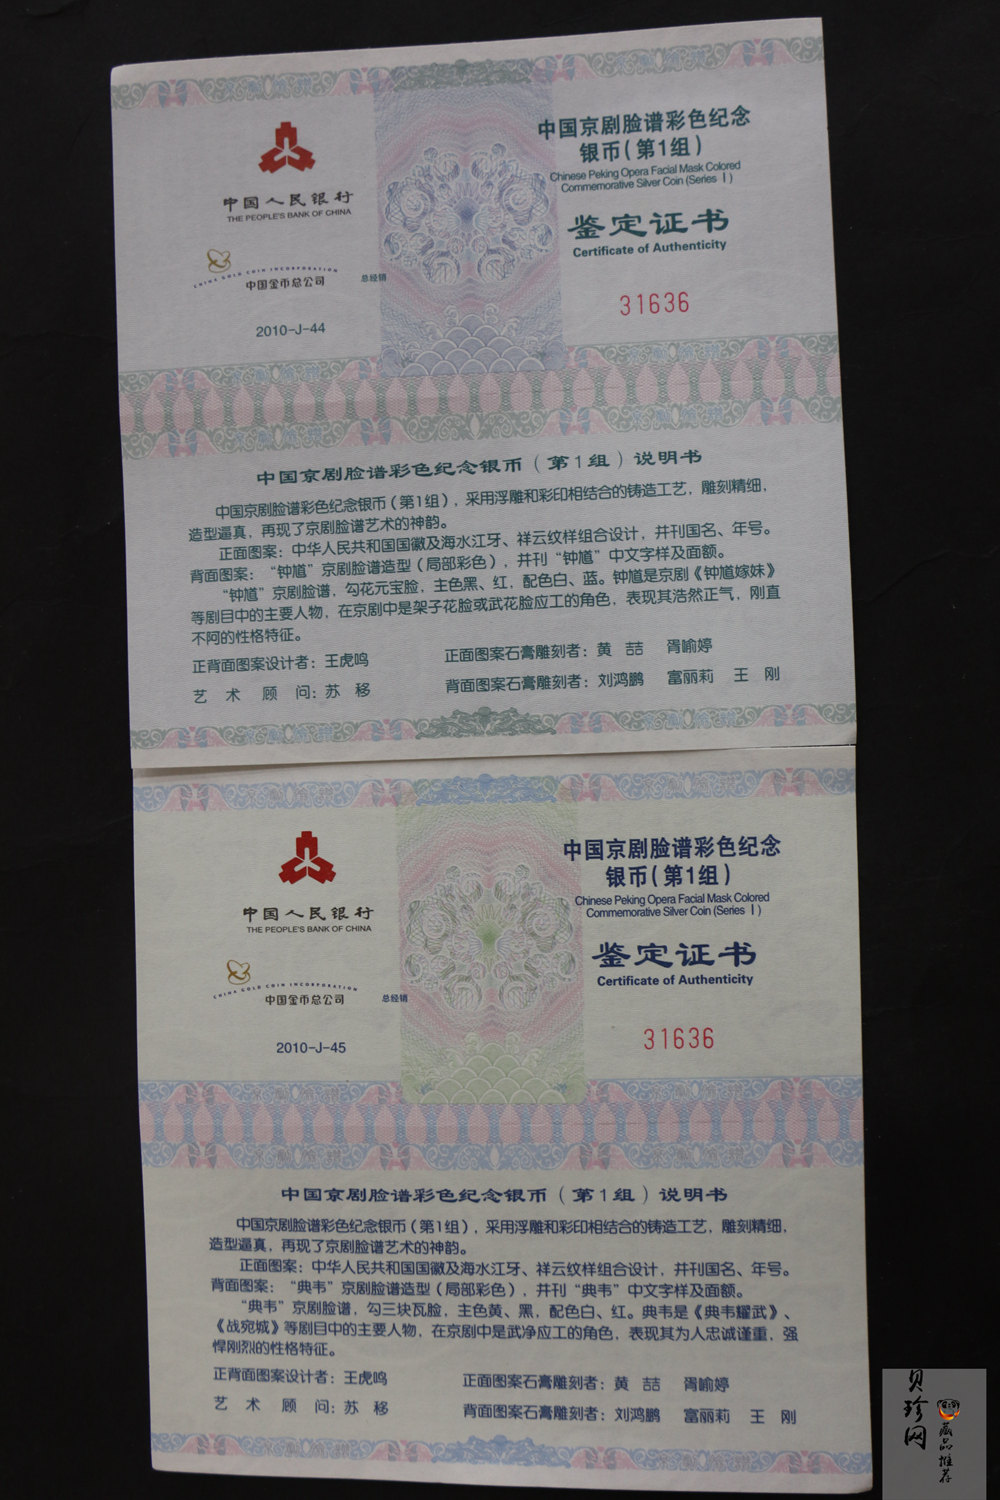 中国人民银行
THE PEOPLE'S BANK OF CHINA
CHINA GOLD COIN INCORPORATION
中国金币总公司
总经销
2010-J-44
中国京剧脸谱彩色纪念
银币（第1组）
Chinese Peking Opera Facial Mask Colored
Commemorative Silver Coin (Series Ⅰ)
鉴定证书
Certificate of Authenticity
31636
中国京剧脸谱彩色纪念银币（第1组）说明书
中国京剧脸谱彩色纪念银币（第1组），采用浮雕和彩印相结合的铸造工艺，雕刻精细，
造型逼真，再现了京剧脸谱艺术的神韵。
正面图案：中华人民共和国国徽及海水江牙、祥云纹样组合设计，并刊国名、年号。
背面图案：“钟馗”京剧脸谱造型（局部彩色），并刊“钟馗”中文字样及面额。
“钟馗”京剧脸谱，勾花元宝脸，主色黑、红，配色白、蓝。钟馗是京剧《钟馗嫁妹》
等剧目中的主要人物，在京剧中是架子花脸或武花脸应工的角色，表现其浩然正气，刚直
不阿的性格特征。
正背面图案设计者：王虎鸣
正面图案石膏雕刻者：黄 喆 胥喻婷
艺术顾问：苏 移
背面图案石膏雕刻者：刘鸿鹏 富丽莉 王 刚
中国人民银行
THE PEOPLE'S BANK OF CHINA
CHINA GOLD COIN INCORPORATION
中国金币总公司
总经销
2010-J-45
中国京剧脸谱彩色纪念
银币（第1组）
Chinese Peking Opera Facial Mask Colored
Commemorative Silver Coin (Series Ⅰ)
鉴定证书
Certificate of Authenticity
31636
中国京剧脸谱彩色纪念银币（第1组）说明书
中国京剧脸谱彩色纪念银币（第1组），采用浮雕和彩印相结合的铸造工艺，雕刻精细，
造型逼真，再现了京剧脸谱艺术的神韵。
正面图案：中华人民共和国国徽及海水江牙、祥云纹样组合设计，并刊国名、年号。
背面图案：“典韦”京剧脸谱造型（局部彩色），并刊“典韦”中文字样及面额。
“典韦”京剧脸谱，勾三块瓦脸，主色黄、黑，配色白、红。典韦是《典韦耀武》、
《战宛城》等剧目中的主要人物，在京剧中是武净应工的角色，表现其为人忠诚谨重，强
悍刚烈的性格特征。
正背面图案设计者：王虎鸣
正面图案石膏雕刻者：黄 喆 胥喻婷
艺术顾问：苏 移
背面图案石膏雕刻者：刘鸿鹏 富丽莉 王 刚
贝珍网
藏品推荐